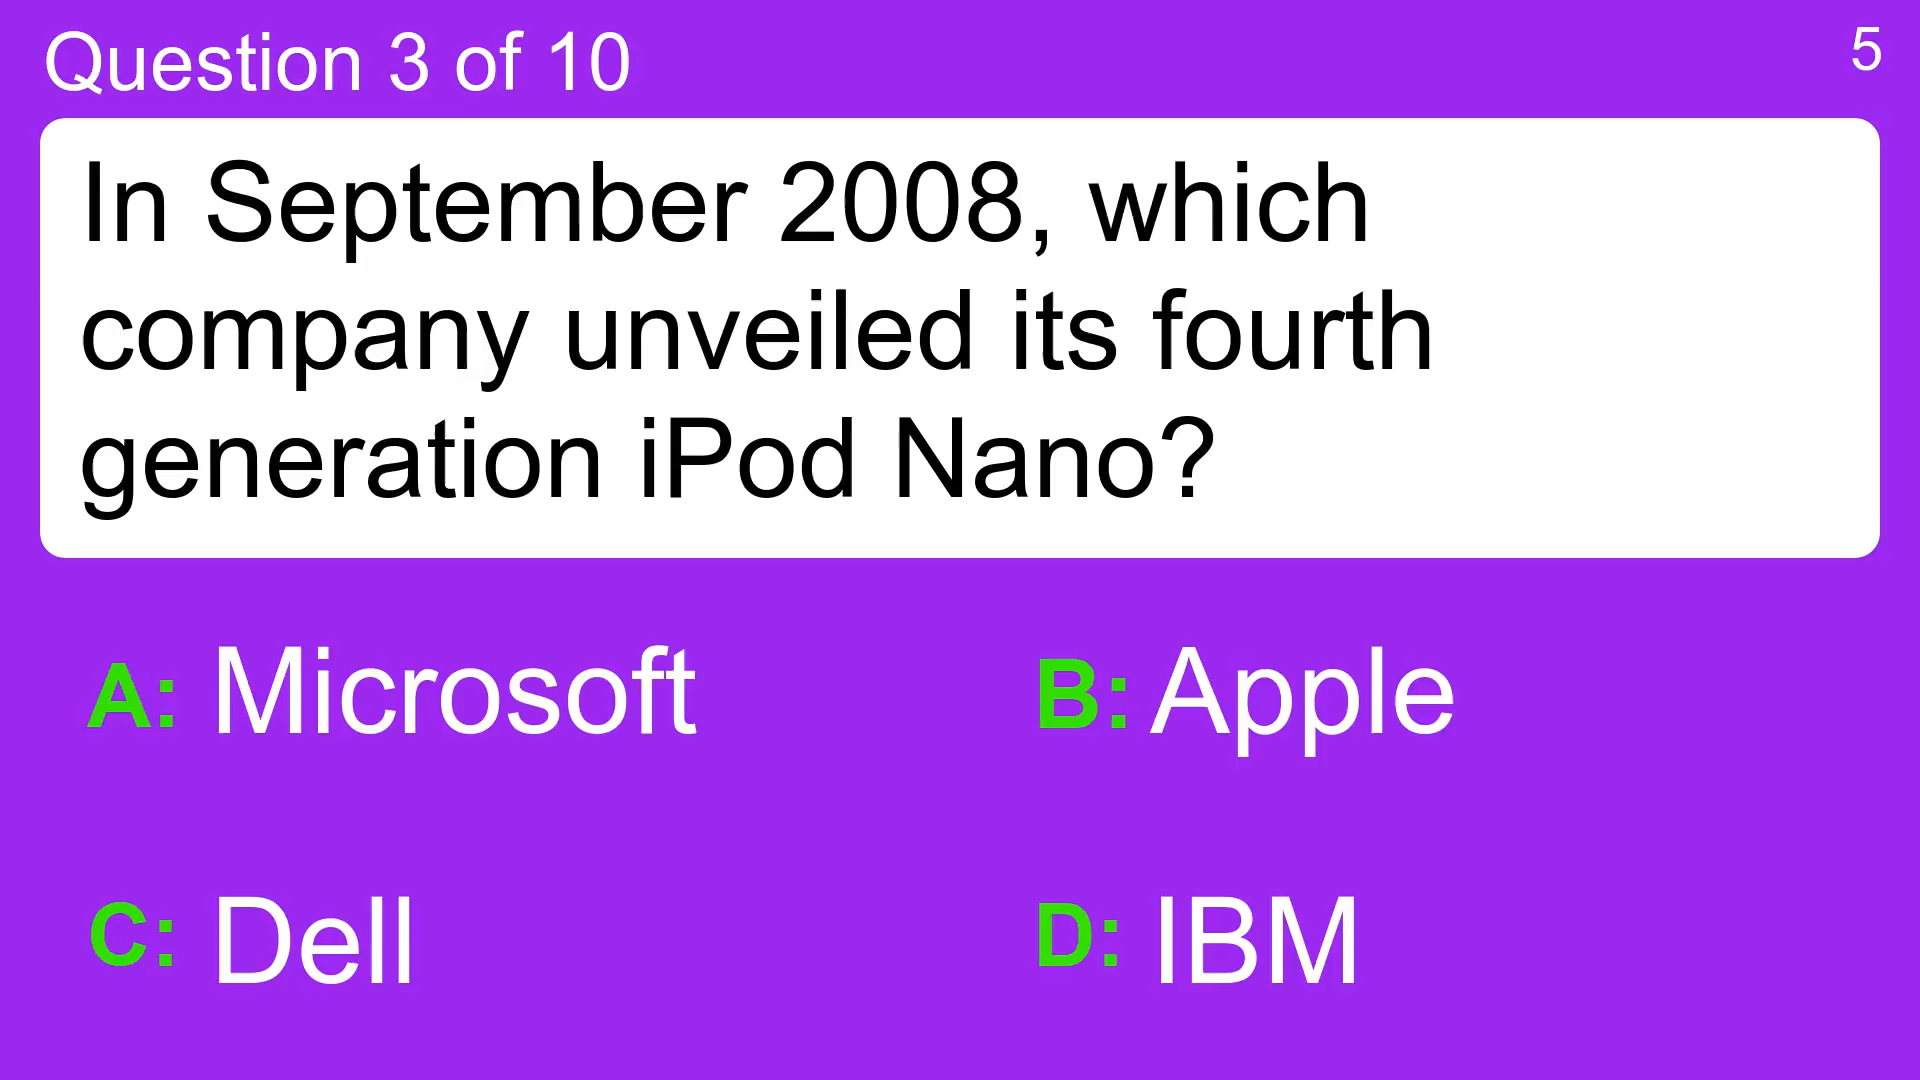 Question 3 of 10
5
In September 2008, which
company unveiled its fourth
generation iPod Nano?
A: Microsoft
B: Apple
C: Dell
D: IBM